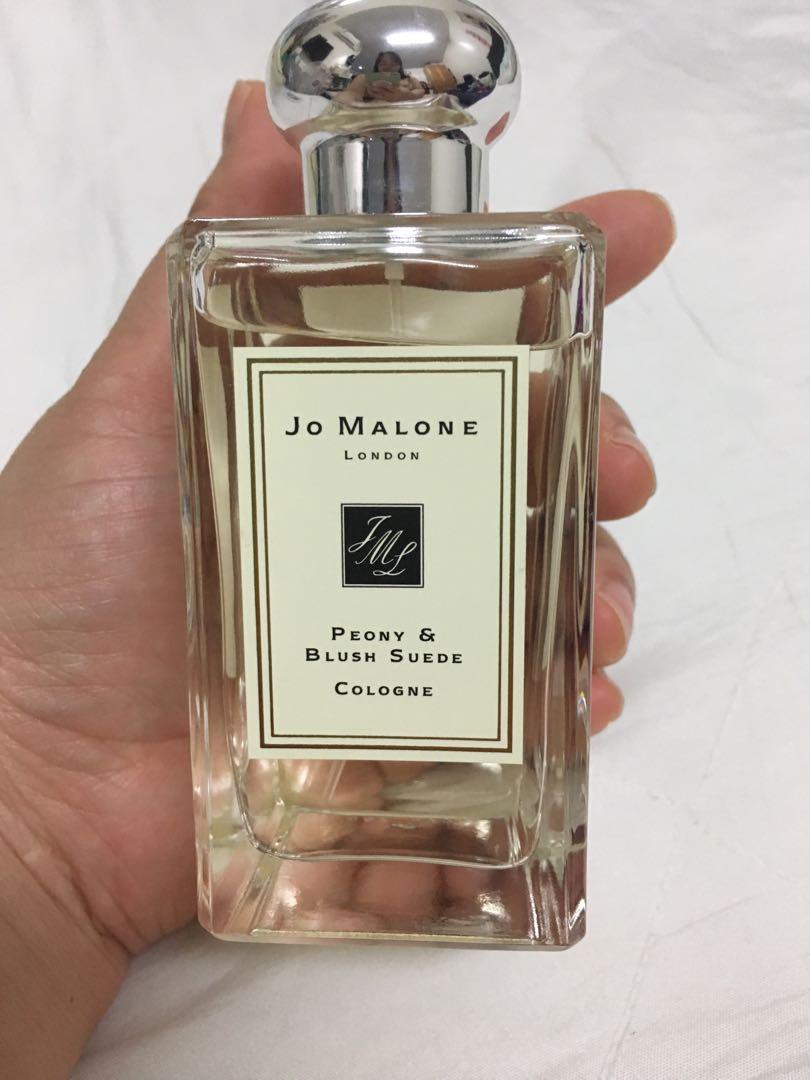 JO MALONE
LONDON
JML
PEONY &
BLUSH SUEDE
COLOGNE